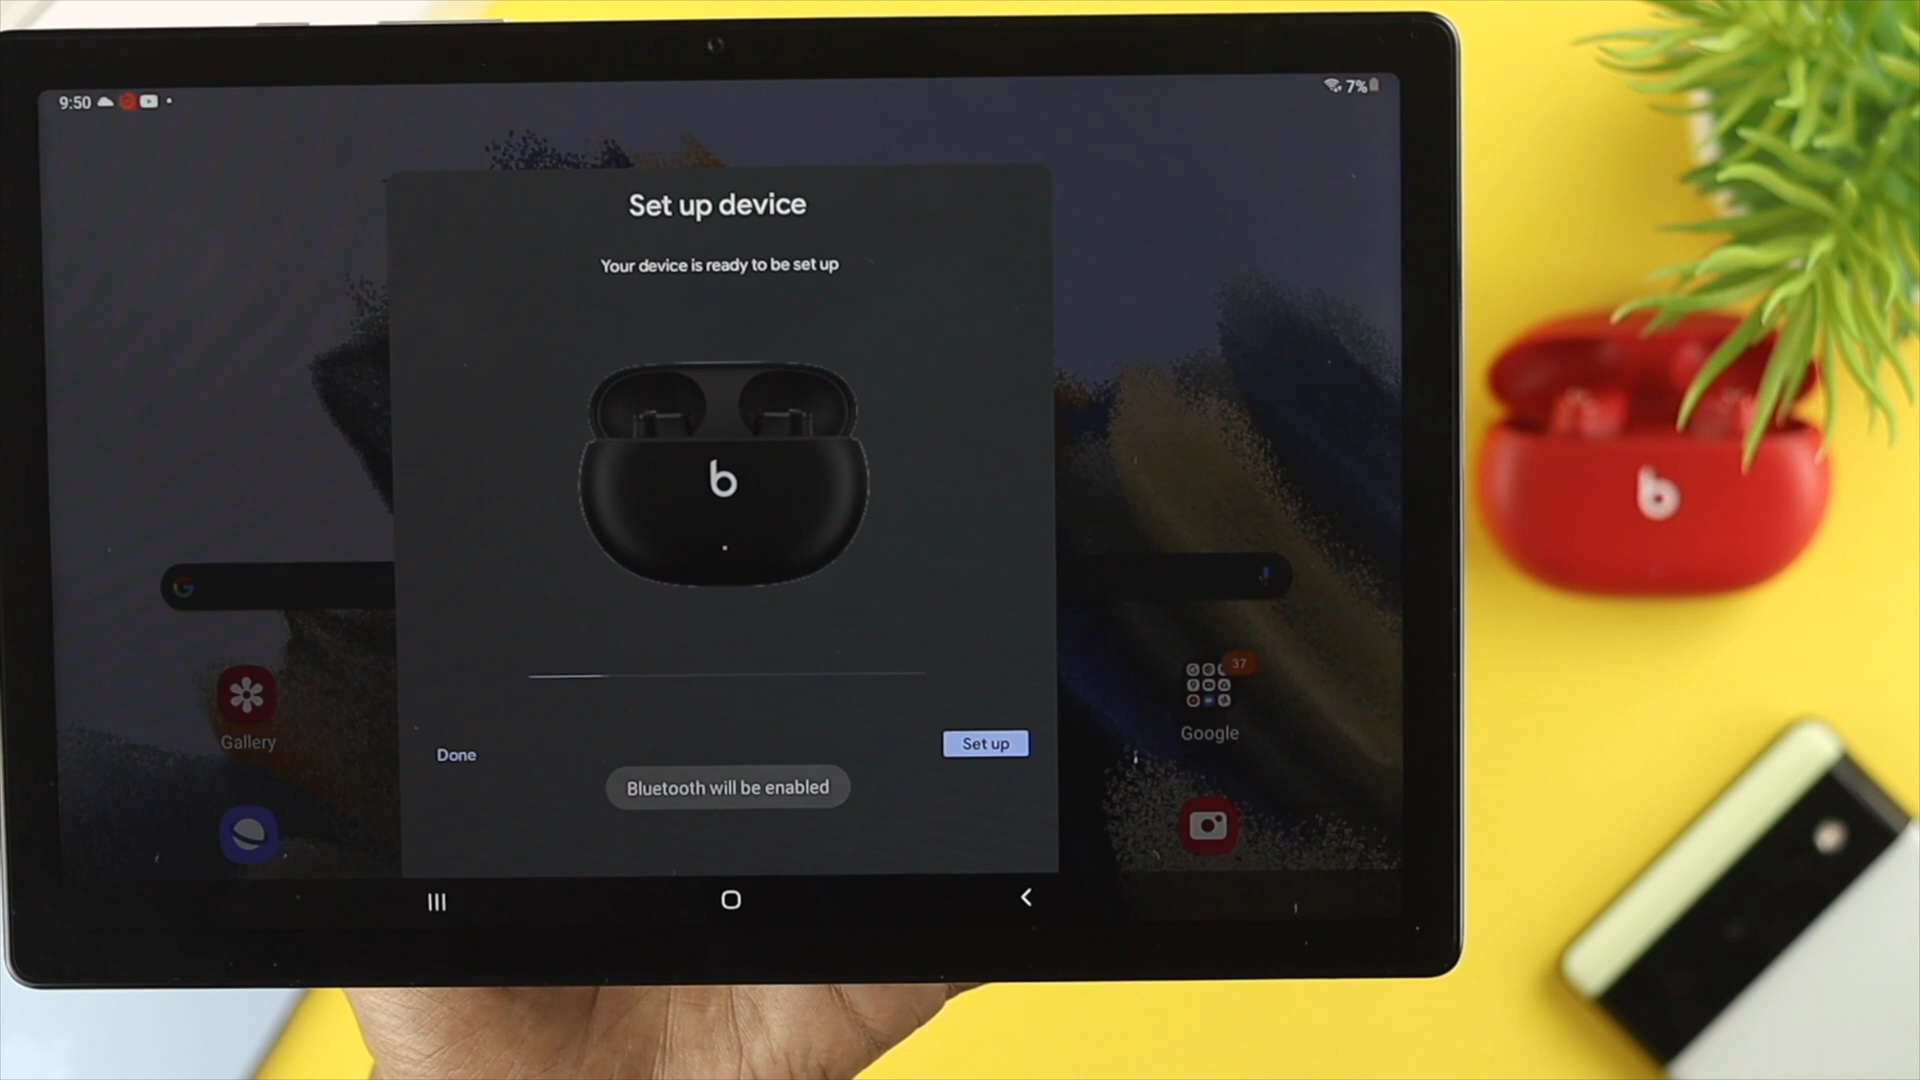 9:50
7%
Set up device
Your device is ready to be set up
b
b
G
37
Gallery
Google
Done
Set up
Bluetooth will be enabled